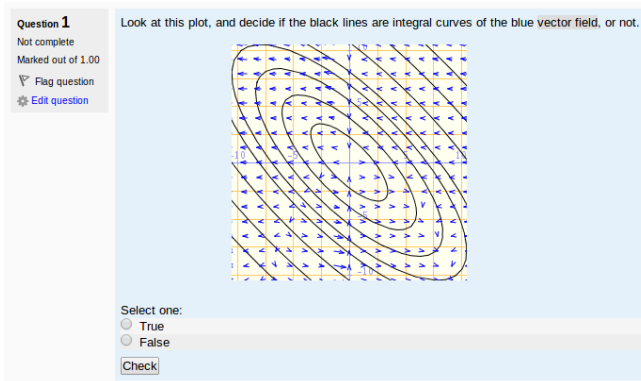 Question 1
Not complete
Marked out of 1.00
Flag question
Edit question
Look at this plot, and decide if the black lines are integral curves of the blue vector field, or not.
5
-10
-5
-5
-10
Select one:
True
False
Check